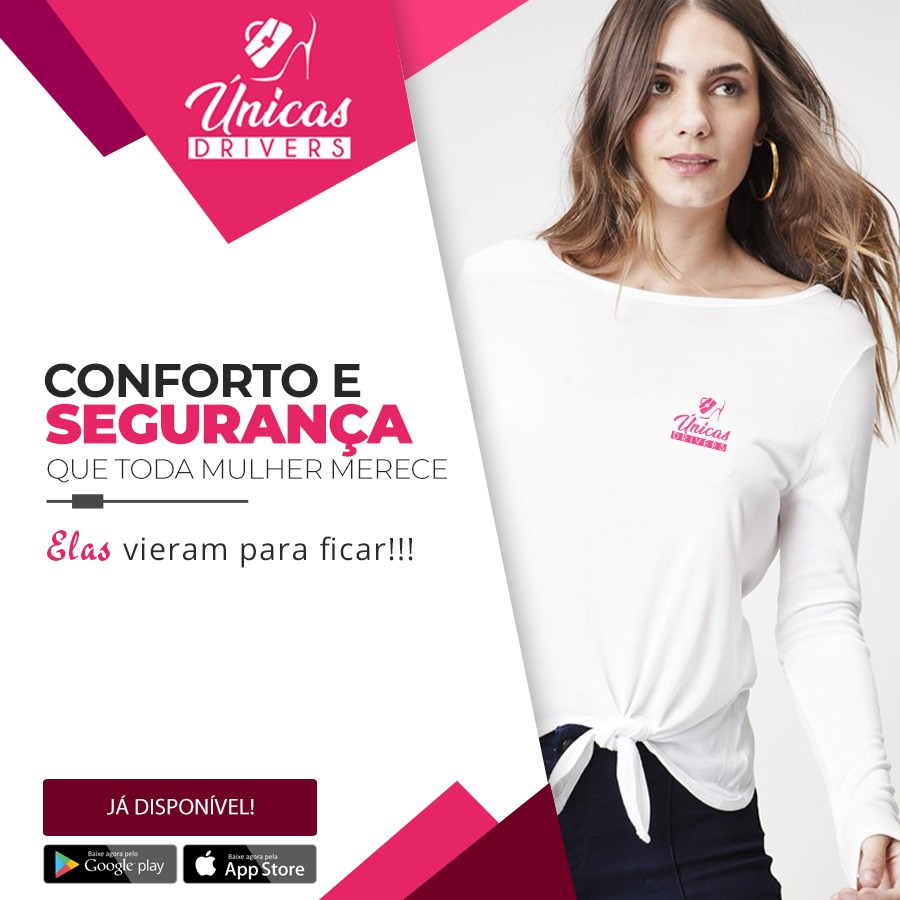 Únicas
DRIVERS
CONFORTO E
SEGURANÇA
QUE TODA MULHER MERECE
Elas vieram para ficar!!!
Únicas
DRIVERS
JÁ DISPONÍVEL!
Baixe agora pelo
Google play
Baixe agora pela
App Store